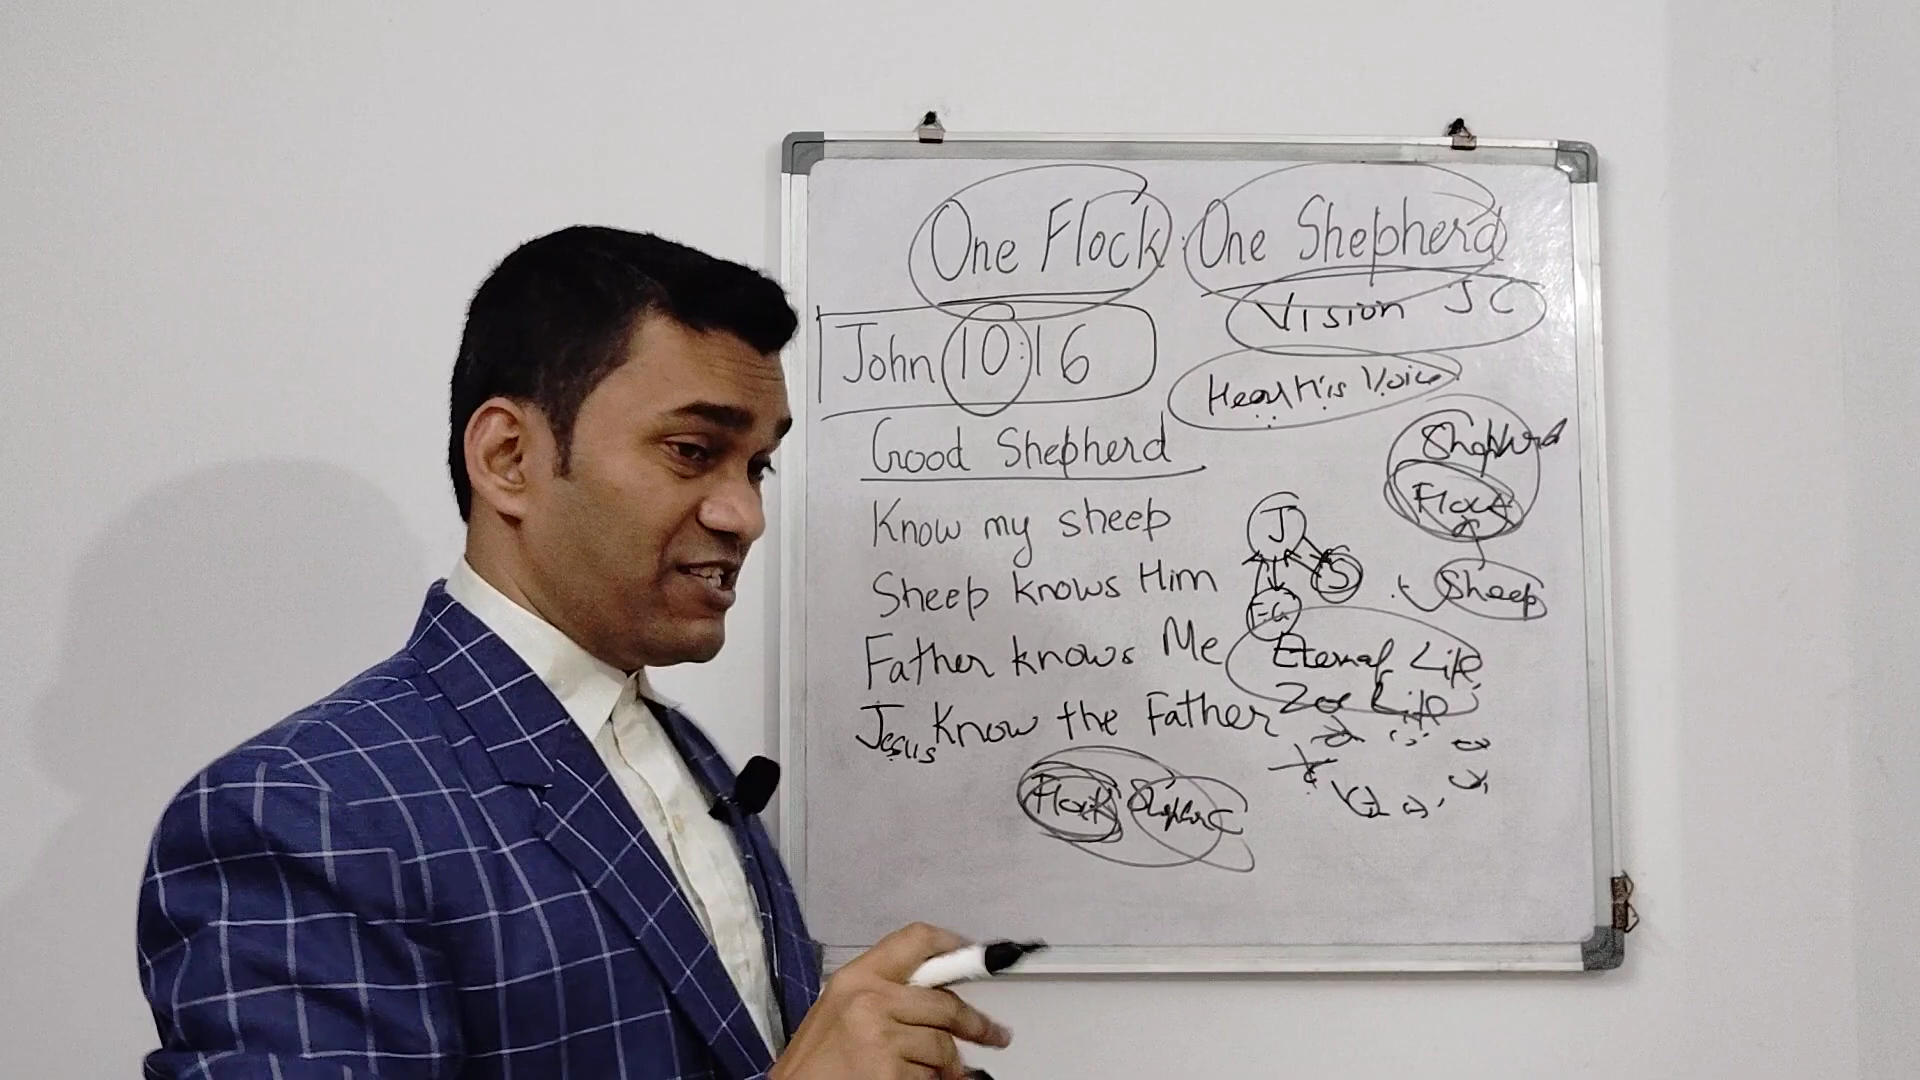 One Flock One Shepherd
Vision JC
John 10:16
Hear His Voice
Good Shepherd
Shepherd
Flock
Know my sheep
J
S
Sheep knows Him
Sheep
Father knows Me
Eternal Life
Zoe Life
Jesus Know the Father
Flock Shepherd